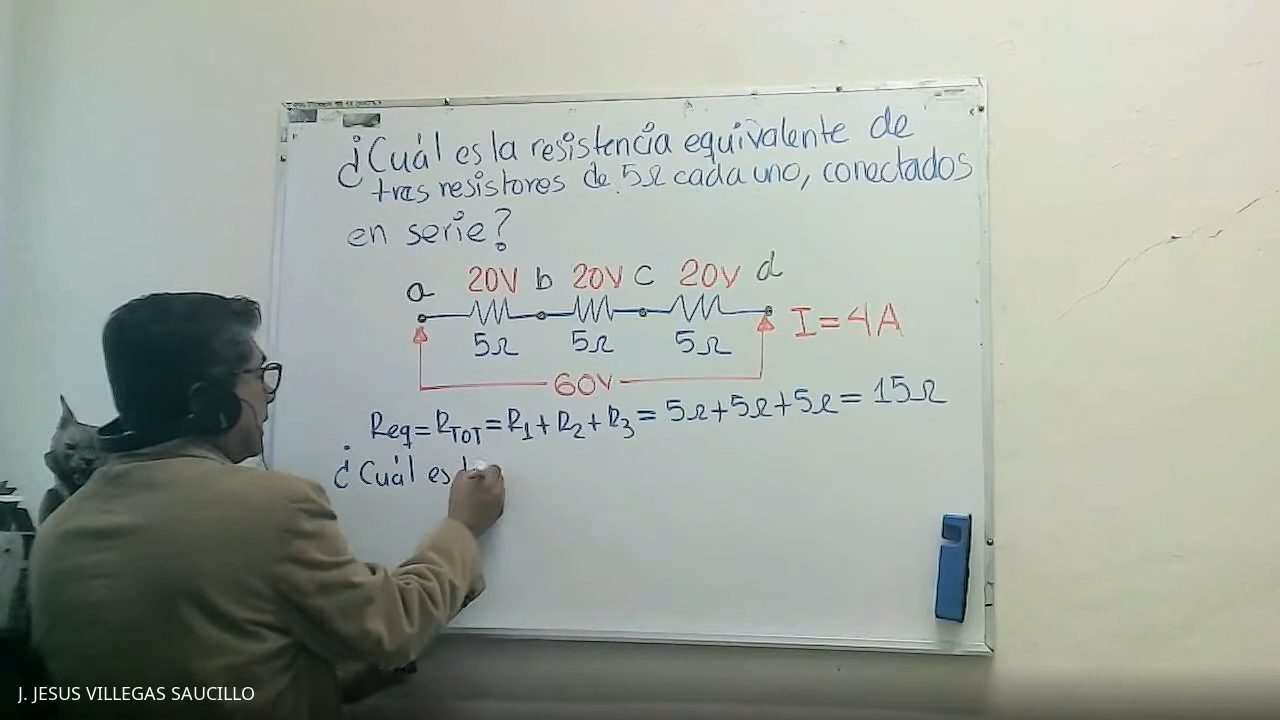 ¿Cuál es la resistencia equivalente de
tres resistores de 5Ω cada uno, conectados
en serie?
a 20V b 20V c 20V d
I=4A
5Ω 5Ω 5Ω
60V
Req=RTOT=R1+R2+R3=5Ω+5Ω+5Ω=15Ω
¿Cuál es
J. JESUS VILLEGAS SAUCILLO